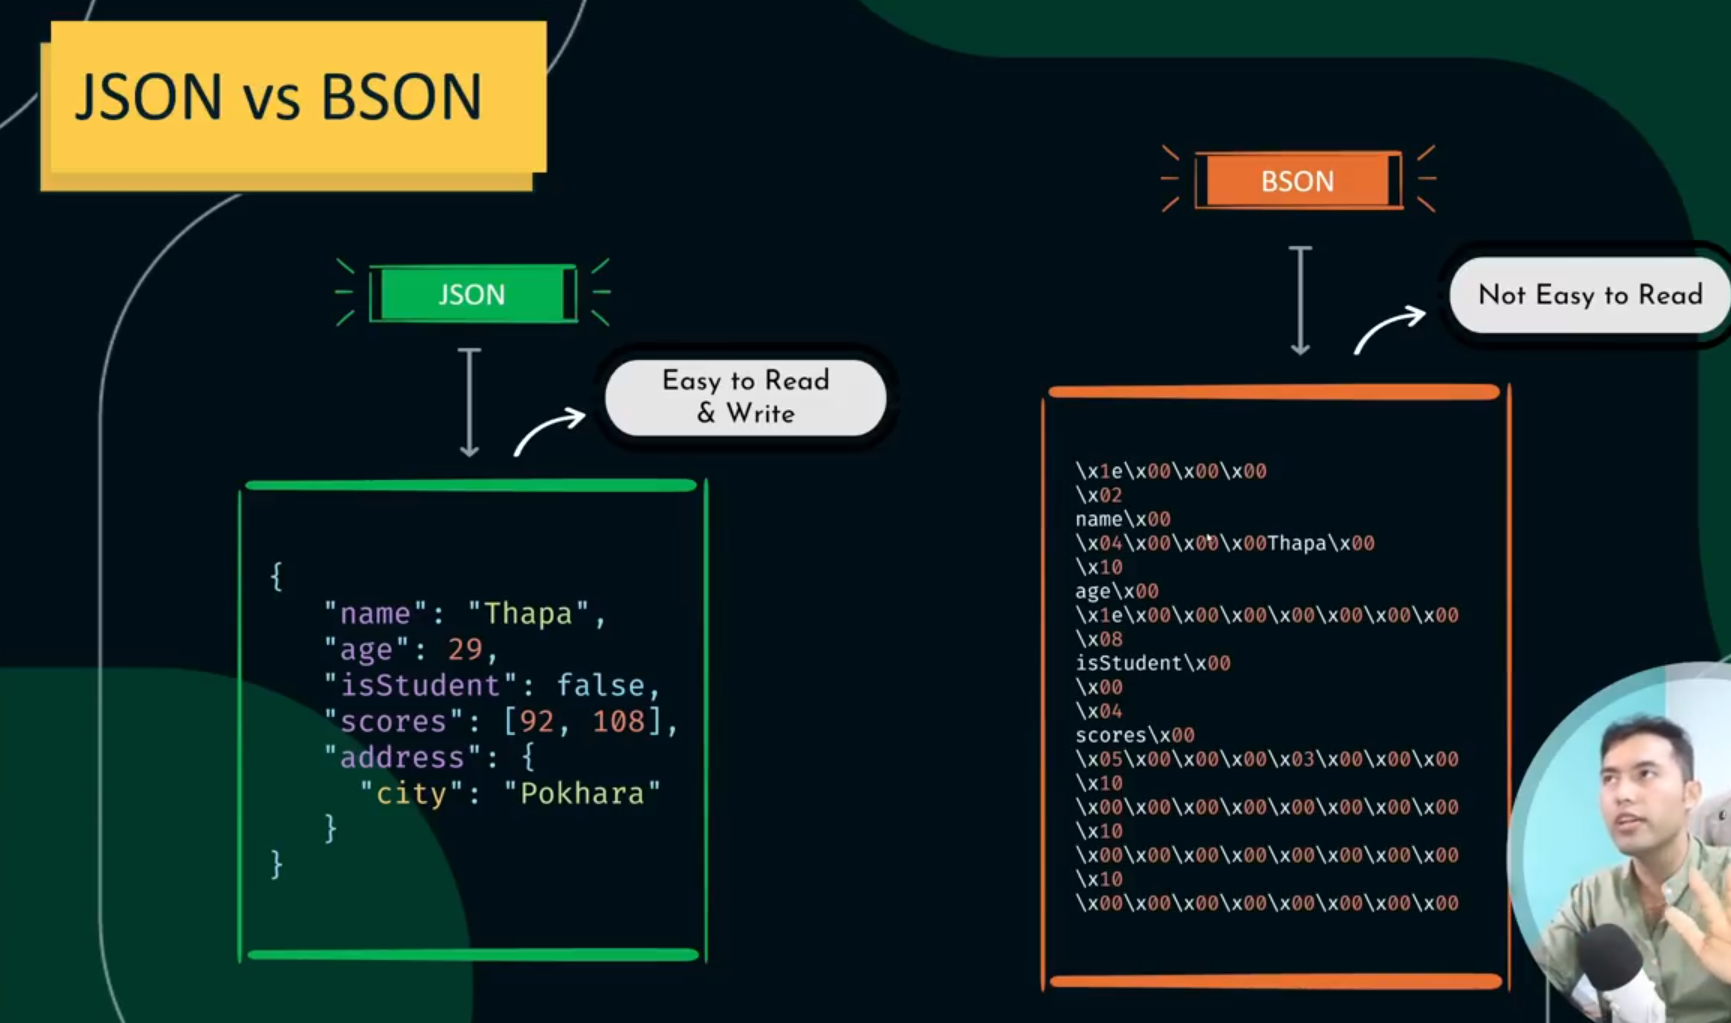 JSON vs BSON
JSON
Easy to Read
& Write
{
"name": "Thapa",
"age": 29,
"isStudent": false,
"scores": [92, 108],
"address": {
"city": "Pokhara"
}
}
BSON
Not Easy to Read
\x1e\x00\x00\x00
\x02
name\x00
\x04\x00\x00\x00Thapa\x00
\x10
age\x00
\x1e\x00\x00\x00\x00\x00\x00\x00
\x08
isStudent\x00
\x00
\x04
scores\x00
\x05\x00\x00\x00\x03\x00\x00\x00
\x10
\x00\x00\x00\x00\x00\x00\x00\x00
\x10
\x00\x00\x00\x00\x00\x00\x00\x00
\x10
\x00\x00\x00\x00\x00\x00\x00\x00